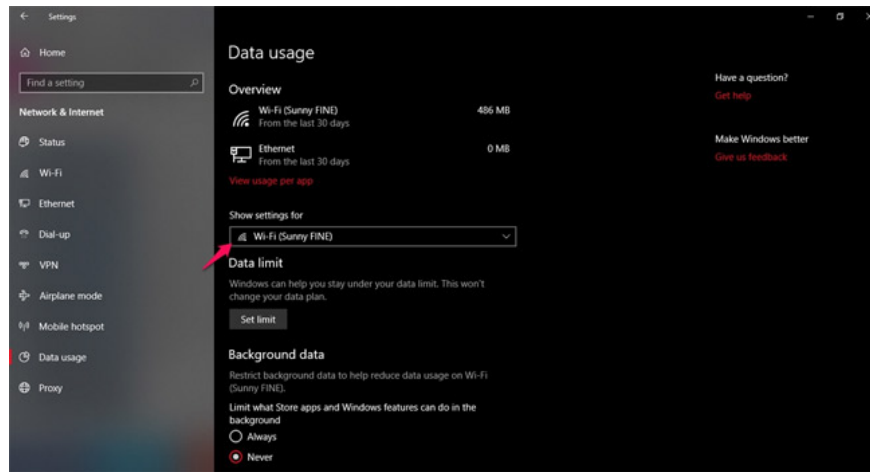 Settings
Home
Find a setting
Network & Internet
Status
Wi-Fi
Ethernet
Dial-up
VPN
Airplane mode
Mobile hotspot
Data usage
Proxy
Data usage
Overview
Wi-Fi (Sunny FINE) 486 MB
From the last 30 days
Ethernet 0 MB
From the last 30 days
View usage per app
Show settings for
Wi-Fi (Sunny FINE)
Data limit
Windows can help you stay under your data limit. This won't
change your data plan.
Set limit
Background data
Restrict background data to help reduce data usage on Wi-Fi
(Sunny FINE).
Limit what Store apps and Windows features can do in the
background
Always
Never
Have a question?
Get help
Make Windows better
Give us feedback